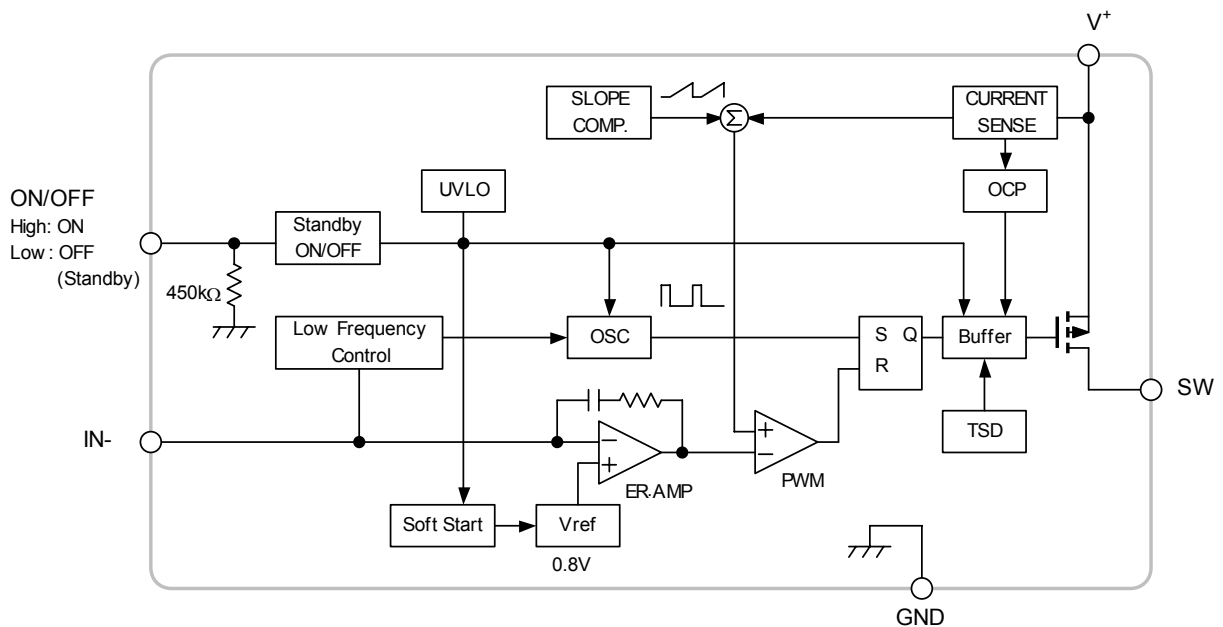 V+
SLOPE
COMP.
Σ
CURRENT
SENSE
UVLO
OCP
ON/OFF
High: ON
Low : OFF
(Standby)
Standby
ON/OFF
450kΩ
Low Frequency
Control
OSC
S Q
R
Buffer
SW
IN-
TSD
−
+
+
−
ER.AMP
PWM
Soft Start
Vref
0.8V
GND